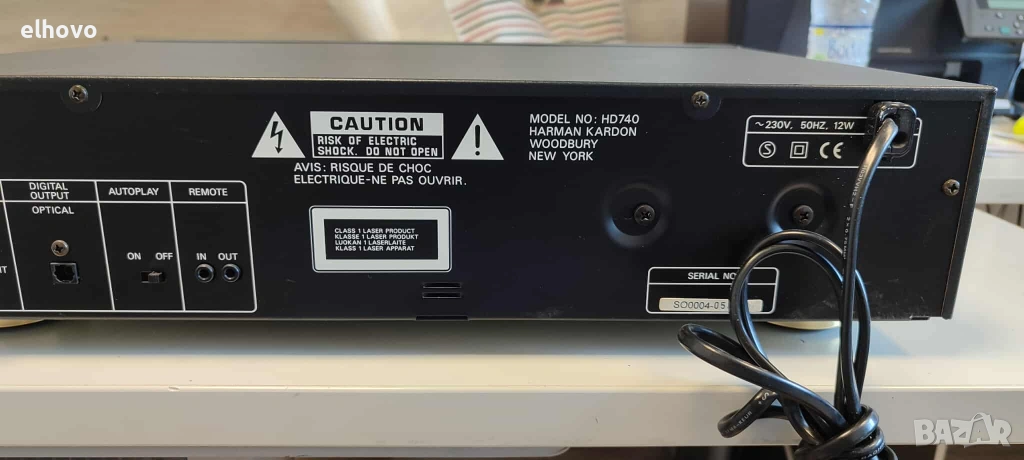 elhovo
CAUTION
RISK OF ELECTRIC
SHOCK. DO NOT OPEN
AVIS: RISQUE DE CHOC
ELECTRIQUE-NE PAS OUVRIR.
MODEL NO: HD740
HARMAN KARDON
WOODBURY
NEW YORK
~230V, 50HZ, 12W
S CE
DIGITAL
OUTPUT
OPTICAL
AUTOPLAY
ON OFF
REMOTE
IN OUT
CLASS 1 LASER PRODUCT
KLASSE 1 LASER PRODUKT
LUOKAN 1 LASERLAITE
KLASS 1 LASER APPARAT
SERIAL NO
SO0004-05
BAZAR